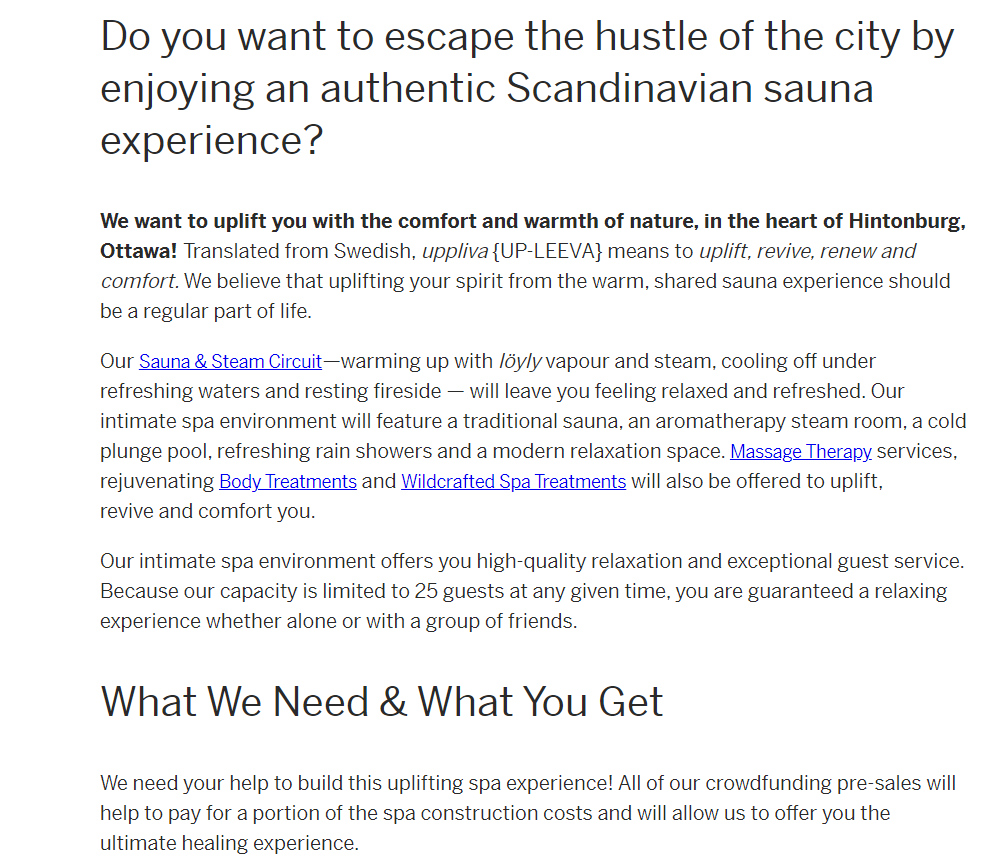 Do you want to escape the hustle of the city by
enjoying an authentic Scandinavian sauna
experience?
We want to uplift you with the comfort and warmth of nature, in the heart of Hintonburg,
Ottawa! Translated from Swedish, uppliva {UP-LEEVA} means to uplift, revive, renew and
comfort. We believe that uplifting your spirit from the warm, shared sauna experience should
be a regular part of life.
Our Sauna & Steam Circuit—warming up with löyly vapour and steam, cooling off under
refreshing waters and resting fireside — will leave you feeling relaxed and refreshed. Our
intimate spa environment will feature a traditional sauna, an aromatherapy steam room, a cold
plunge pool, refreshing rain showers and a modern relaxation space. Massage Therapy services,
rejuvenating Body Treatments and Wildcrafted Spa Treatments will also be offered to uplift,
revive and comfort you.
Our intimate spa environment offers you high-quality relaxation and exceptional guest service.
Because our capacity is limited to 25 guests at any given time, you are guaranteed a relaxing
experience whether alone or with a group of friends.
What We Need & What You Get
We need your help to build this uplifting spa experience! All of our crowdfunding pre-sales will
help to pay for a portion of the spa construction costs and will allow us to offer you the
ultimate healing experience.